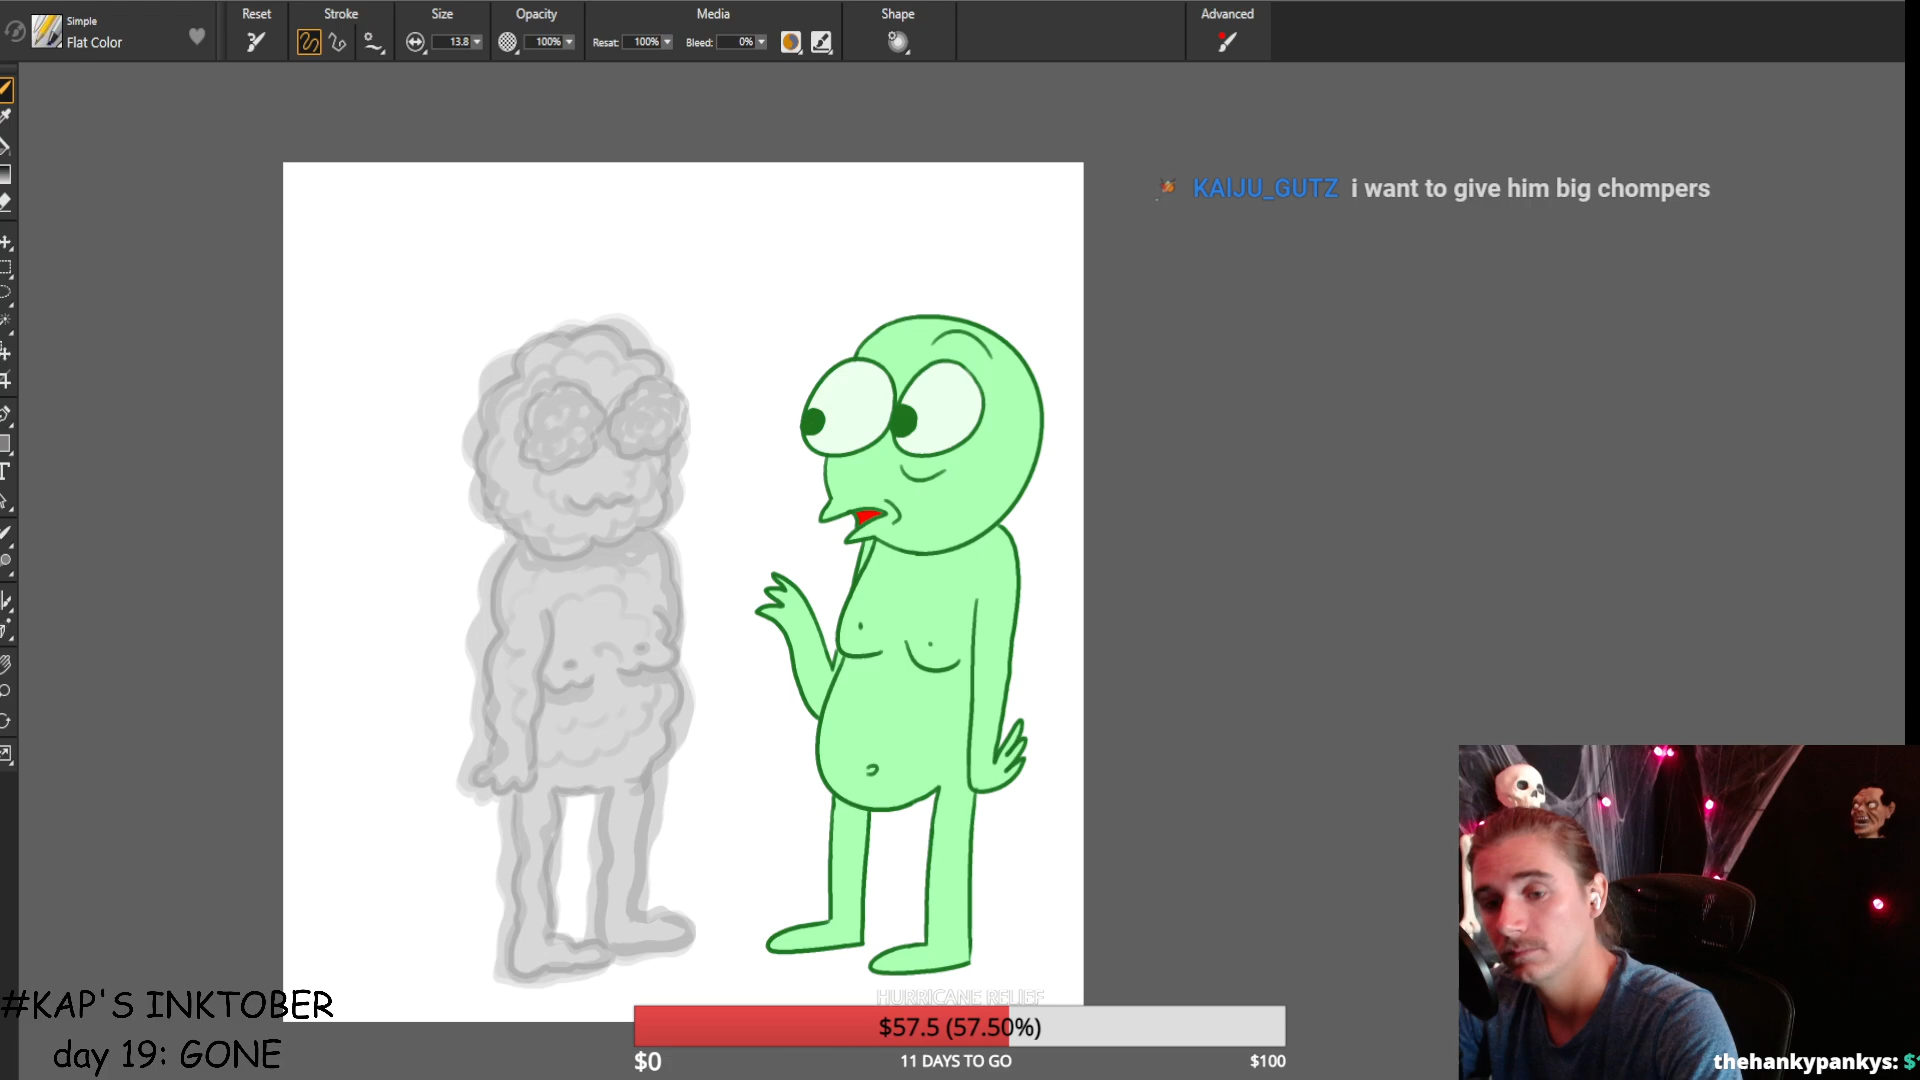 Simple
Flat Color
Reset
Stroke
Size
13.8
Opacity
100%
Media
Resat: 100%
Bleed: 0%
Shape
Advanced
KAIJU_GUTZ i want to give him big chompers
#KAP'S INKTOBER
day 19: GONE
HURRICANE RELIEF
$57.5 (57.50%)
$0
11 DAYS TO GO
$100
thehankypankys: